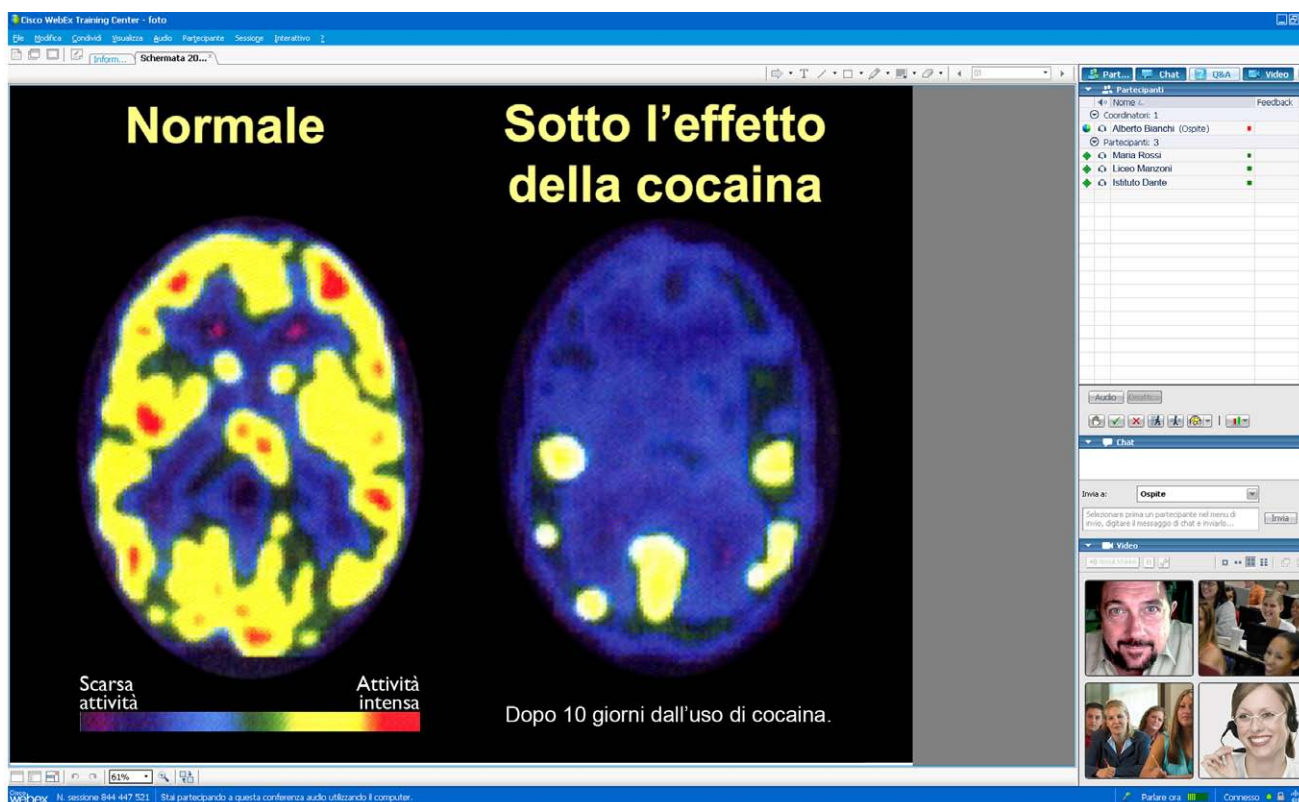 Cisco WebEx Training Center - foto
File Modifica Condividi Visualizza Audio Partecipante Sessione Interattivo ?
Inform... Schermata 20...
Part... Chat Q&A Video
Partecipanti
Nome Feedback
Coordinatori: 1
Alberto Bianchi (Ospite)
Partecipanti: 3
Maria Rossi
Liceo Manzoni
Istituto Dante
Normale
Sotto l'effetto
della cocaina
Scarsa
attività
Attività
intensa
Dopo 10 giorni dall'uso di cocaina.
Audio
Chat
Invia a: Ospite
Selezionare prima un partecipante nel menu di
invio, digitare il messaggio di chat e inviarlo...
Invia
Video
61%
Cisco
webex N. sessione 844 447 521 Stai partecipando a questa conferenza audio utilizzando il computer.
Parlare ora Connesso